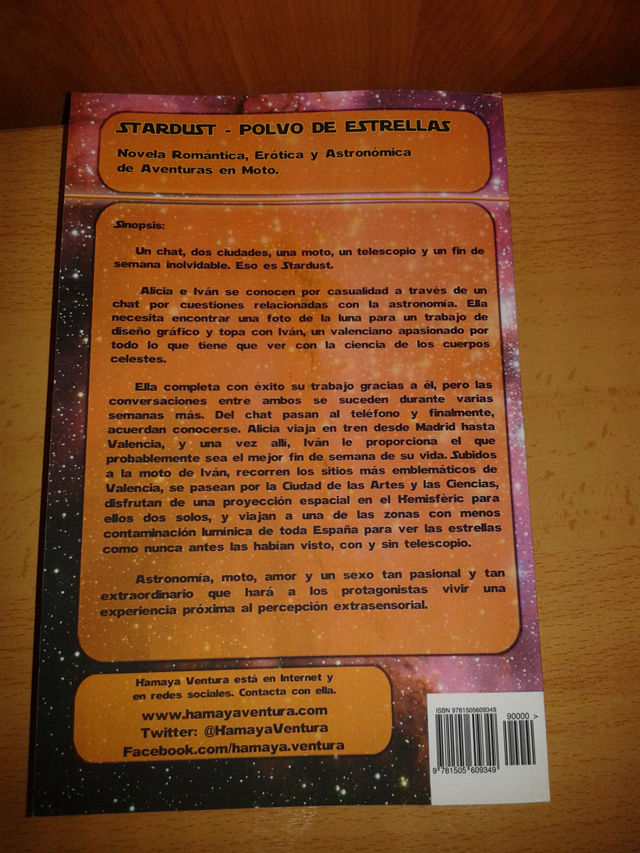 STARDUST - POLVO DE ESTRELLAS
Novela Romántica, Erótica y Astronómica
de Aventuras en Moto.
Sinopsis:
Un chat, dos ciudades, una moto, un telescopio y un fin de
semana inolvidable. Eso es Stardust.
Alicia e Iván se conocen por casualidad a través de un
chat por cuestiones relacionadas con la astronomía. Ella
necesita encontrar una foto de la luna para un trabajo de
diseño gráfico y topa con Iván, un valenciano apasionado por
todo lo que tiene que ver con la ciencia de los cuerpos
celestes.
Ella completa con éxito su trabajo gracias a él, pero las
conversaciones entre ambos se suceden durante varias
semanas más. Del chat pasan al teléfono y finalmente,
acuerdan conocerse. Alicia viaja en tren desde Madrid hasta
Valencia, y una vez allí, Iván le proporciona el que
probablemente sea el mejor fin de semana de su vida. Subidos
a la moto de Iván, recorren los sitios más emblemáticos de
Valencia, se pasean por la Ciudad de las Artes y las Ciencias,
disfrutan de una proyección espacial en el Hemisfèric para
ellos dos solos, y viajan a una de las zonas con menos
contaminación lumínica de toda España para ver las estrellas
como nunca antes las habían visto, con y sin telescopio.
Astronomía, moto, amor y un sexo tan pasional y tan
extraordinario que hará a los protagonistas vivir una
experiencia próxima al percepción extrasensorial.
Hamaya Ventura está en Internet y
en redes sociales. Contacta con ella.
www.hamayaventura.com
Twitter: @HamayaVentura
Facebook.com/hamaya.ventura
ISBN 9781505609349
90000 >
9 781505 609349